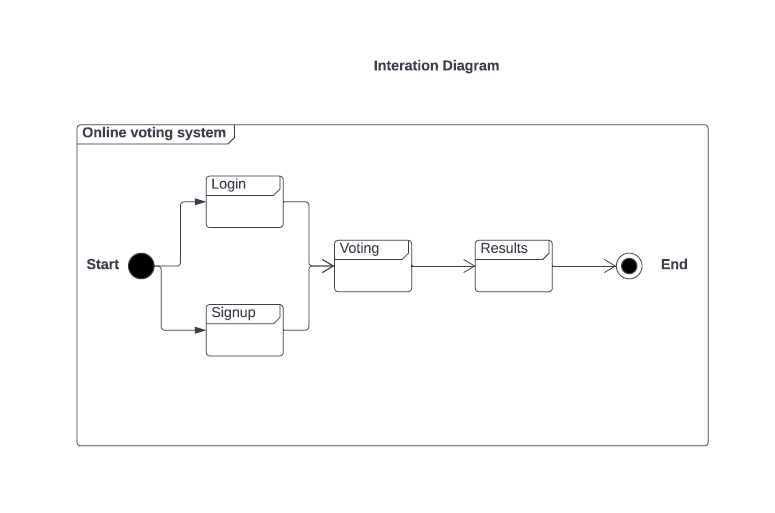 Interation Diagram
Online voting system
Login
Start
Voting
Results
End
Signup